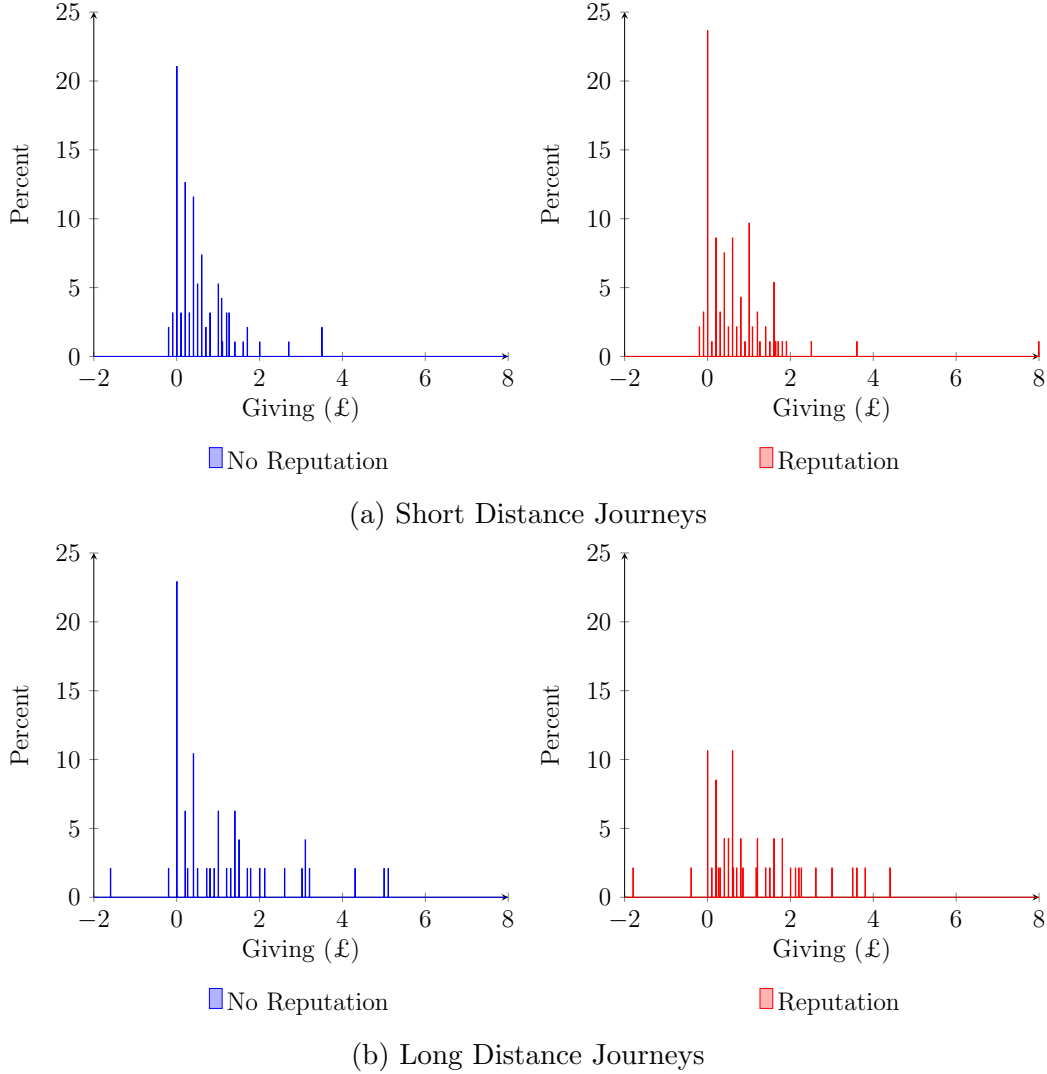 25
20
15
10
5
0
Percent
−2 0 2 4 6 8
Giving (£)
No Reputation
25
20
15
10
5
0
Percent
−2 0 2 4 6 8
Giving (£)
Reputation
(a) Short Distance Journeys
25
20
15
10
5
0
Percent
−2 0 2 4 6 8
Giving (£)
No Reputation
25
20
15
10
5
0
Percent
−2 0 2 4 6 8
Giving (£)
Reputation
(b) Long Distance Journeys